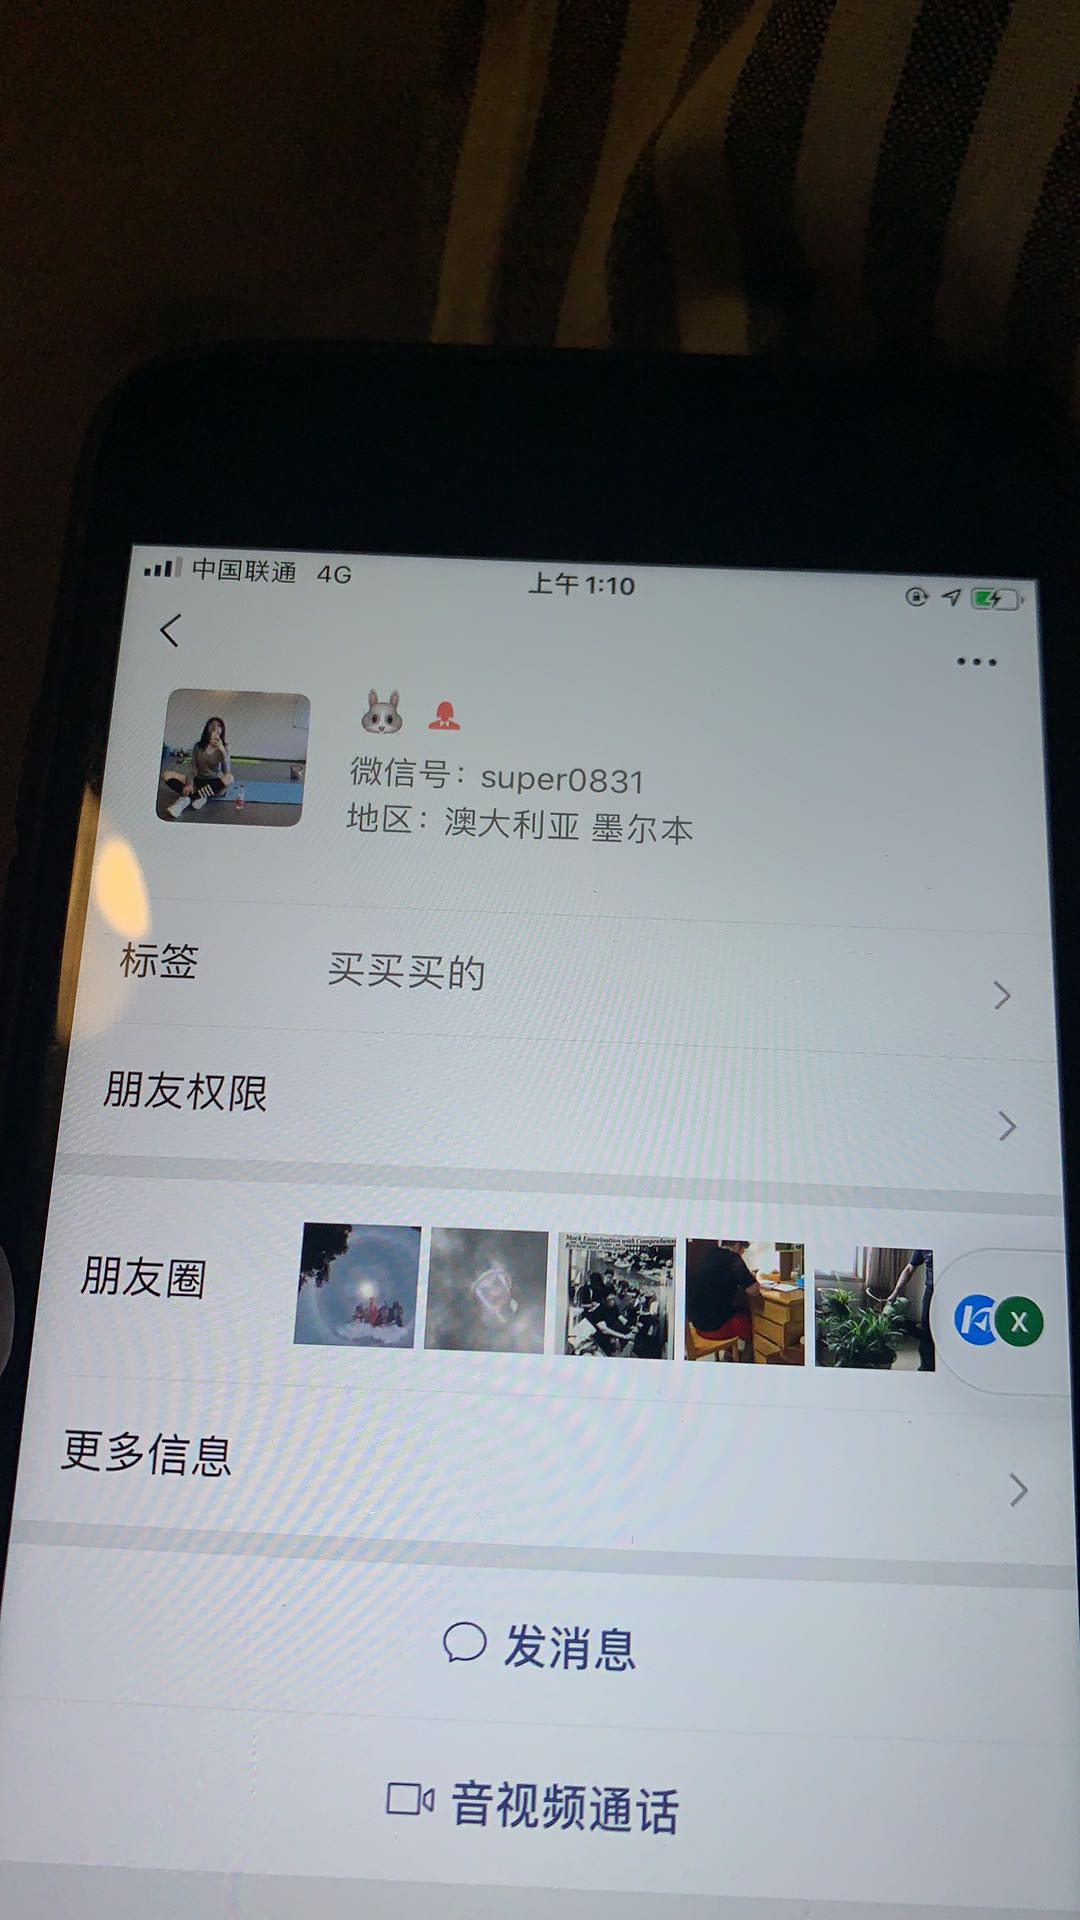 中国联通 4G 上午1:10
微信号：super0831
地区：澳大利亚 墨尔本
标签 买买买的
朋友权限
朋友圈
Mock Examination with Comprehensive
Review and Analysis
X
更多信息
发消息
音视频通话